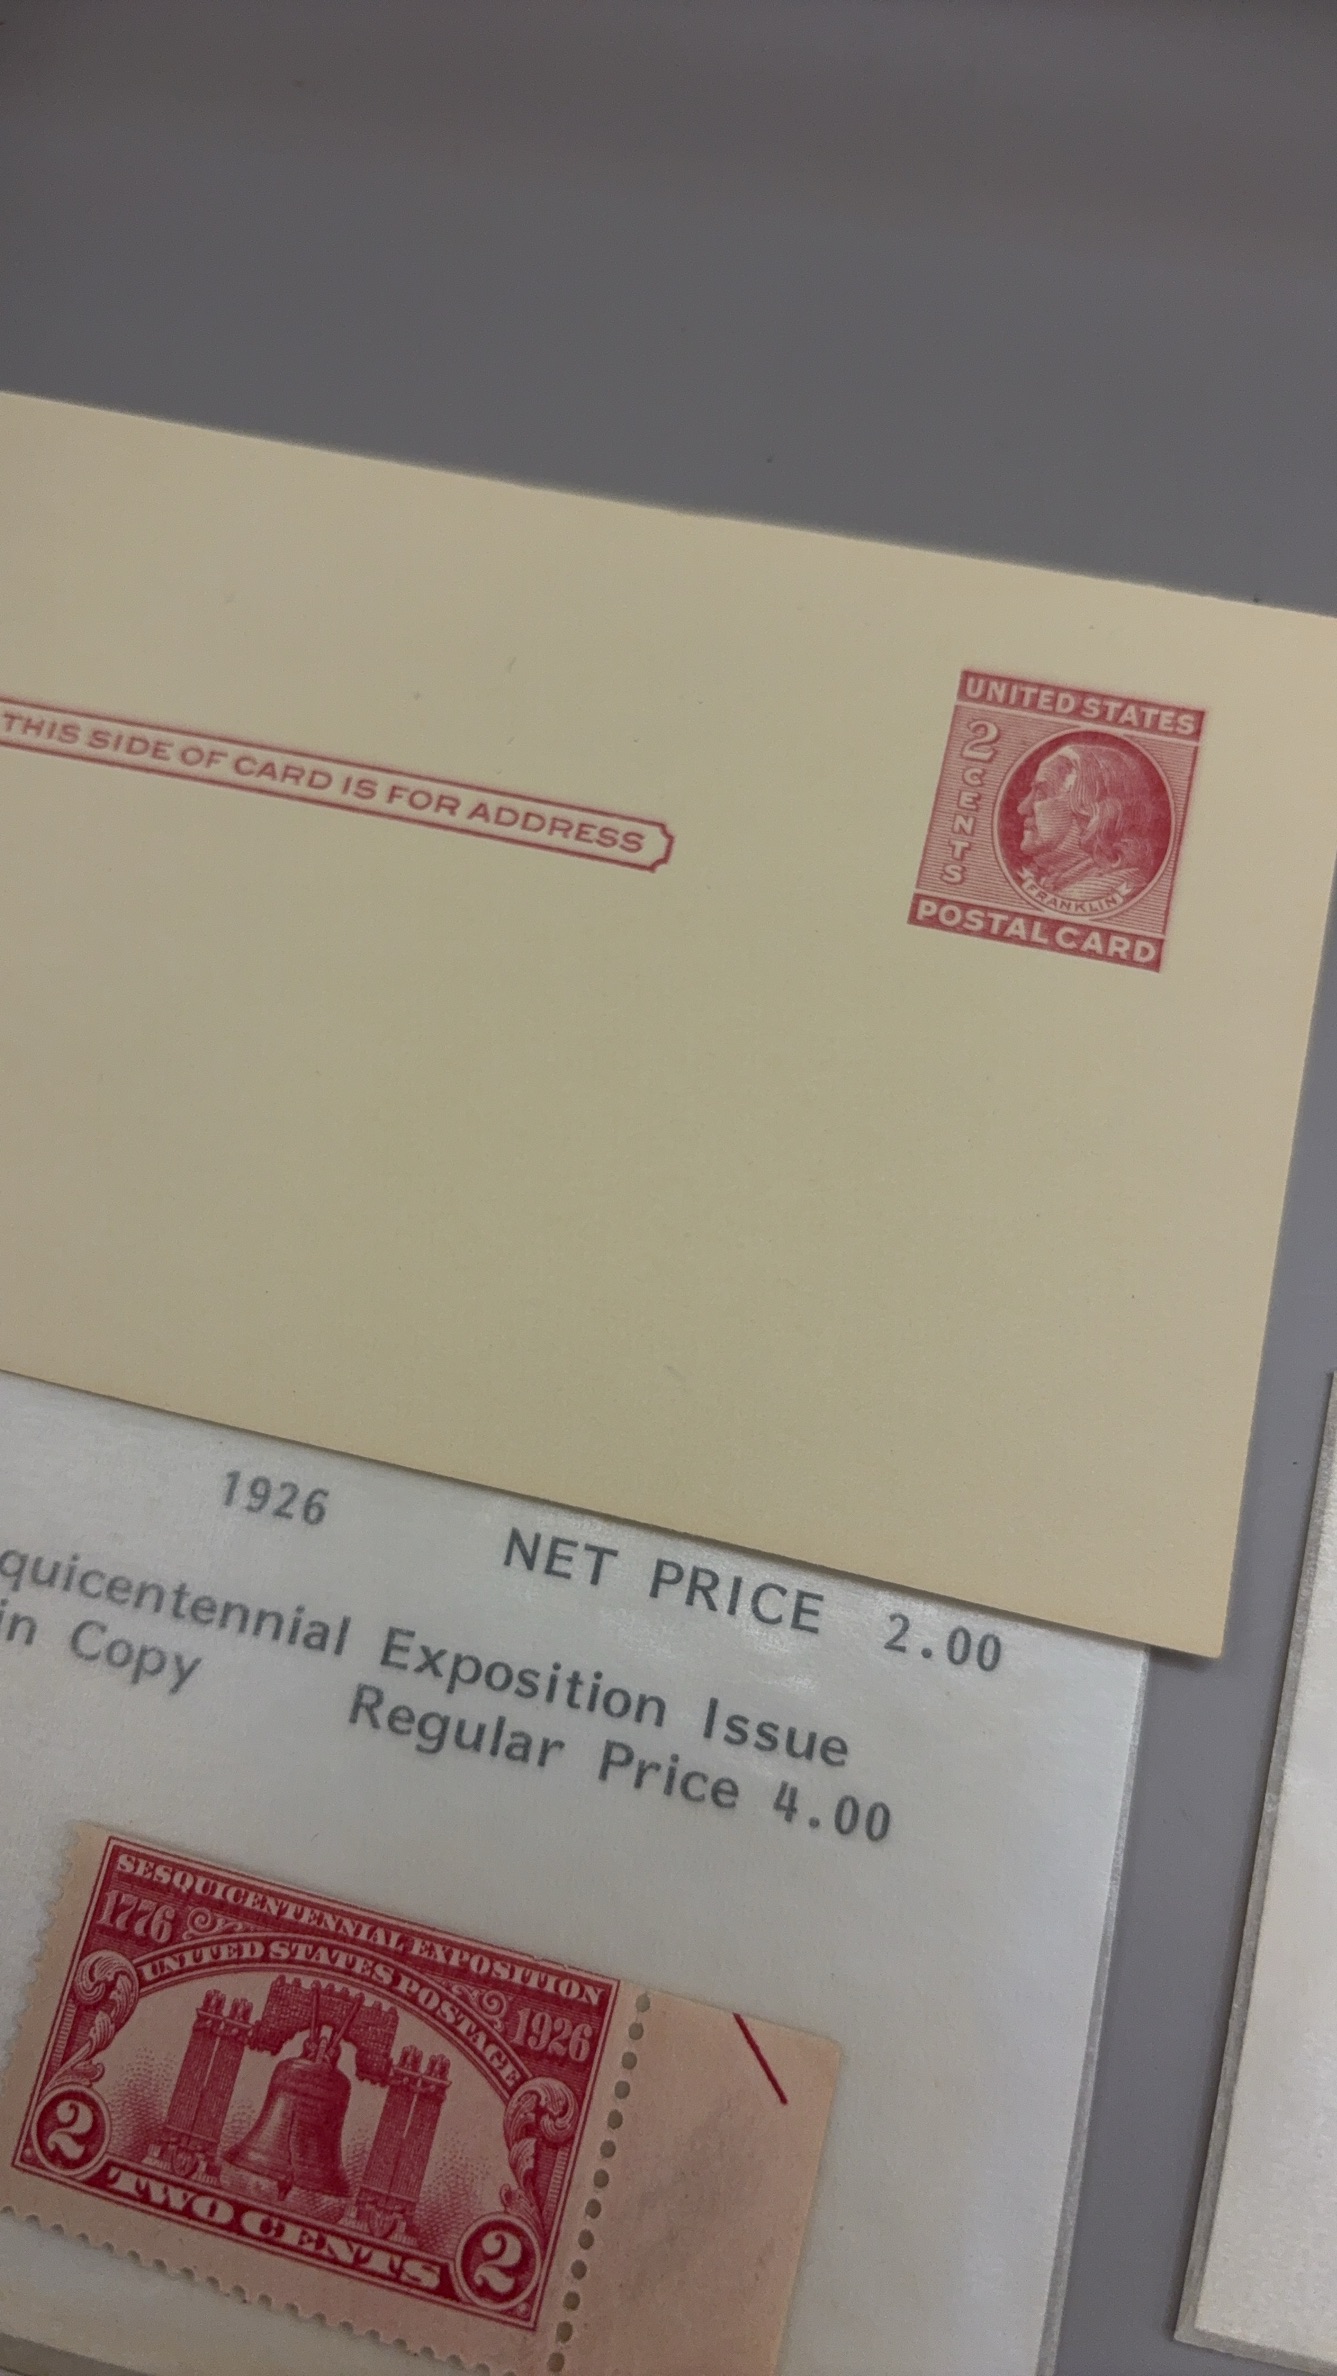 UNITED STATES
2 CENTS
FRANKLIN
POSTAL CARD
THIS SIDE OF CARD IS FOR ADDRESS
1926 NET PRICE 2.00
quicentennial Exposition Issue
in Copy Regular Price 4.00
SESQUICENTENNIAL EXPOSITION
1776 UNITED STATES POSTAGE 1926
2 TWO CENTS 2